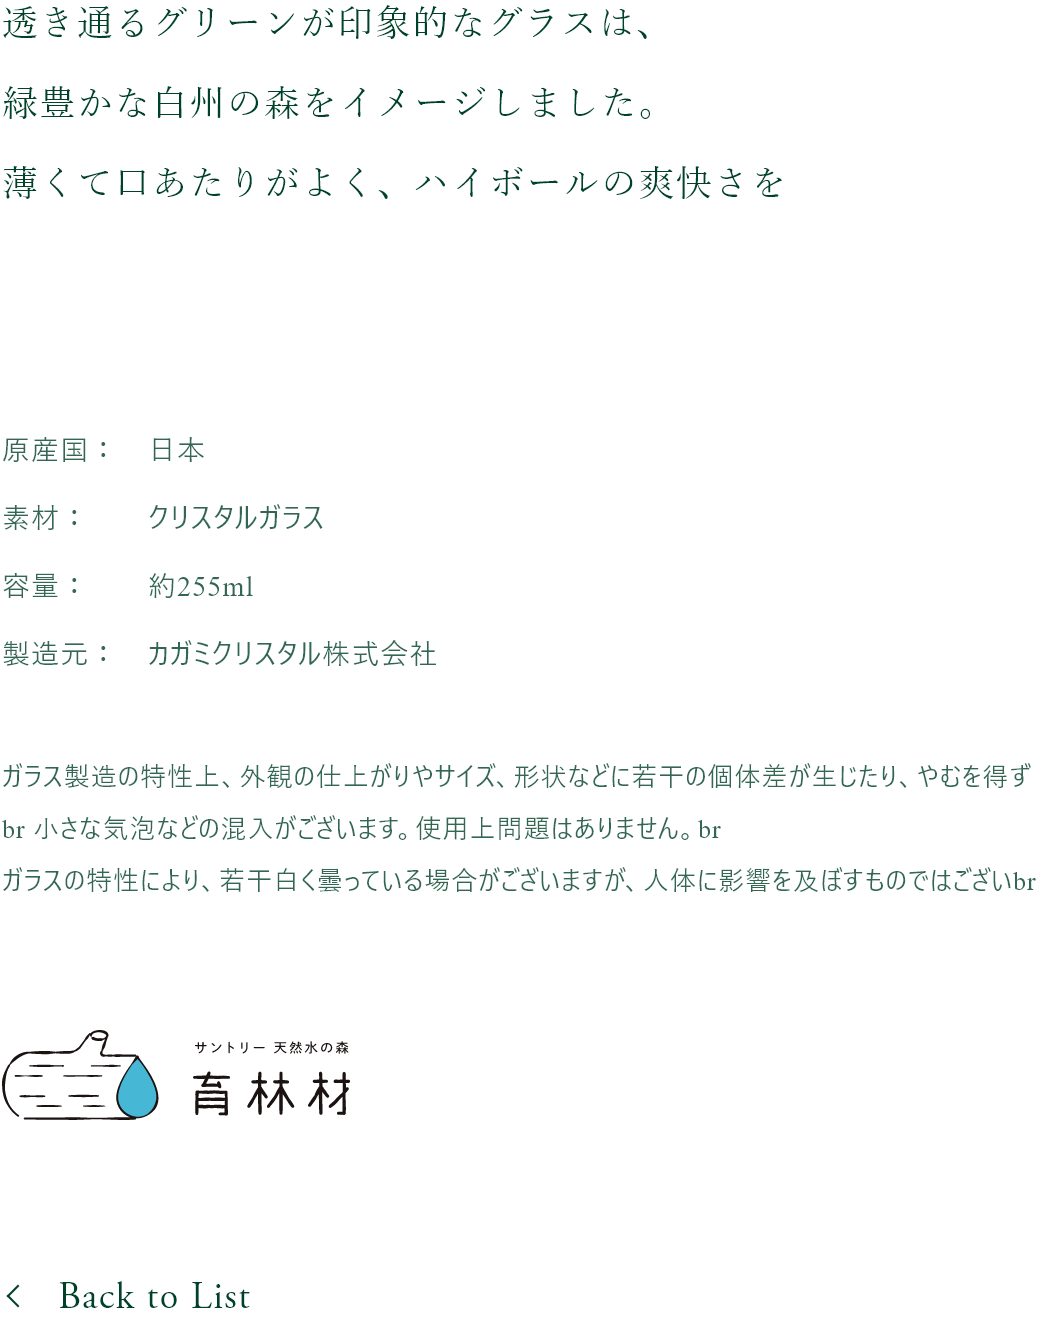 透き通るグリーンが印象的なグラスは、
緑豊かな白州の森をイメージしました。
薄くて口あたりがよく、ハイボールの爽快さを
原産国： 日本
素材： クリスタルガラス
容量： 約255ml
製造元： カガミクリスタル株式会社
ガラス製造の特性上、外観の仕上がりやサイズ、形状などに若干の個体差が生じたり、やむを得ず
br 小さな気泡などの混入がございます。使用上問題はありません。br
ガラスの特性により、若干白く曇っている場合がございますが、人体に影響を及ぼすものではございbr
サントリー 天然水の森
育林材
Back to List